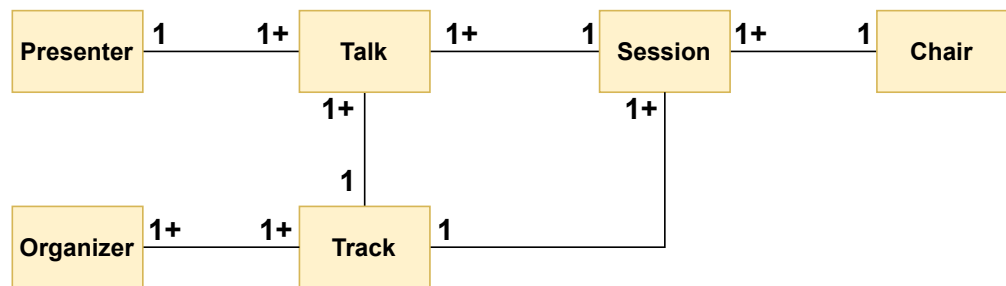 Presenter 1 1+ Talk 1+ 1 Session 1+ 1 Chair
1+ 1+
1
Organizer 1+ 1+ Track 1